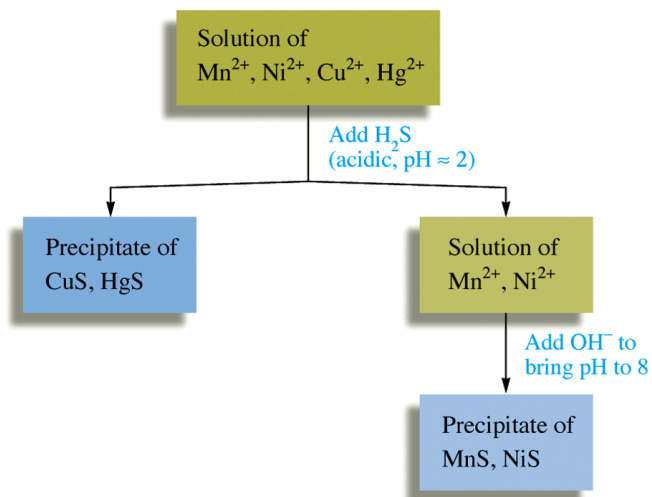 Solution of
Mn²⁺, Ni²⁺, Cu²⁺, Hg²⁺
Add H₂S
(acidic, pH ≈ 2)
Precipitate of
CuS, HgS
Solution of
Mn²⁺, Ni²⁺
Add OH⁻ to
bring pH to 8
Precipitate of
MnS, NiS